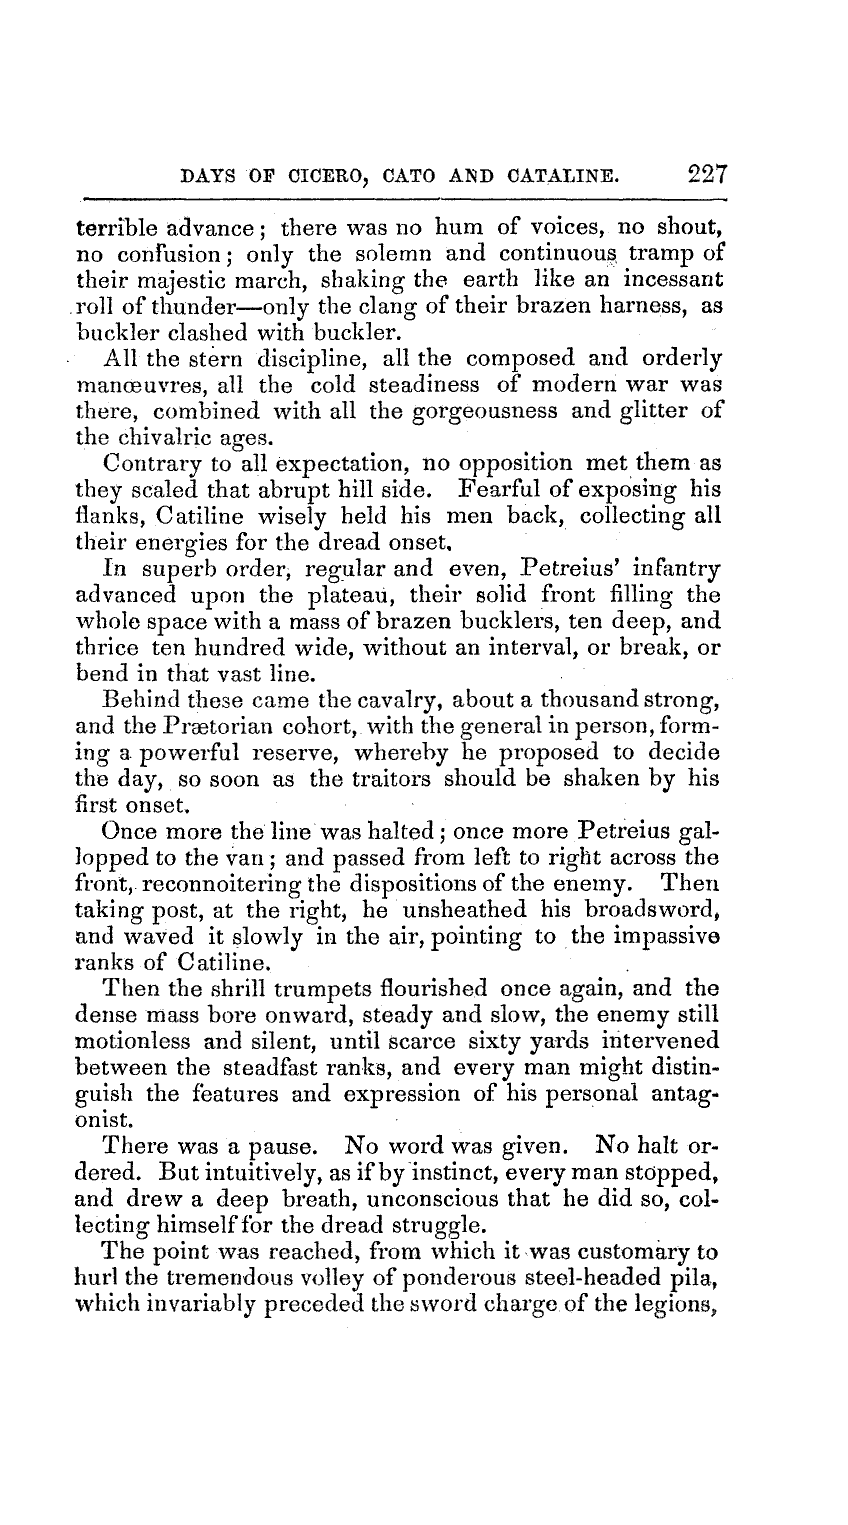 DAYS OF CICERO, CATO AND CATALINE. 227
terrible advance; there was no hum of voices, no shout,
no confusion; only the solemn and continuous tramp of
their majestic march, shaking the earth like an incessant
roll of thunder—only the clang of their brazen harness, as
buckler clashed with buckler.
All the stern discipline, all the composed and orderly
manœuvres, all the cold steadiness of modern war was
there, combined with all the gorgeousness and glitter of
the chivalric ages.
Contrary to all expectation, no opposition met them as
they scaled that abrupt hill side. Fearful of exposing his
flanks, Catiline wisely held his men back, collecting all
their energies for the dread onset.
In superb order, regular and even, Petreius' infantry
advanced upon the plateau, their solid front filling the
whole space with a mass of brazen bucklers, ten deep, and
thrice ten hundred wide, without an interval, or break, or
bend in that vast line.
Behind these came the cavalry, about a thousand strong,
and the Prætorian cohort, with the general in person, form-
ing a powerful reserve, whereby he proposed to decide
the day, so soon as the traitors should be shaken by his
first onset.
Once more the line was halted; once more Petreius gal-
lopped to the van; and passed from left to right across the
front, reconnoitering the dispositions of the enemy. Then
taking post, at the right, he unsheathed his broadsword,
and waved it slowly in the air, pointing to the impassive
ranks of Catiline.
Then the shrill trumpets flourished once again, and the
dense mass bore onward, steady and slow, the enemy still
motionless and silent, until scarce sixty yards intervened
between the steadfast ranks, and every man might distin-
guish the features and expression of his personal antag-
onist.
There was a pause. No word was given. No halt or-
dered. But intuitively, as if by instinct, every man stopped,
and drew a deep breath, unconscious that he did so, col-
lecting himself for the dread struggle.
The point was reached, from which it was customary to
hurl the tremendous volley of ponderous steel-headed pila,
which invariably preceded the sword charge of the legions,